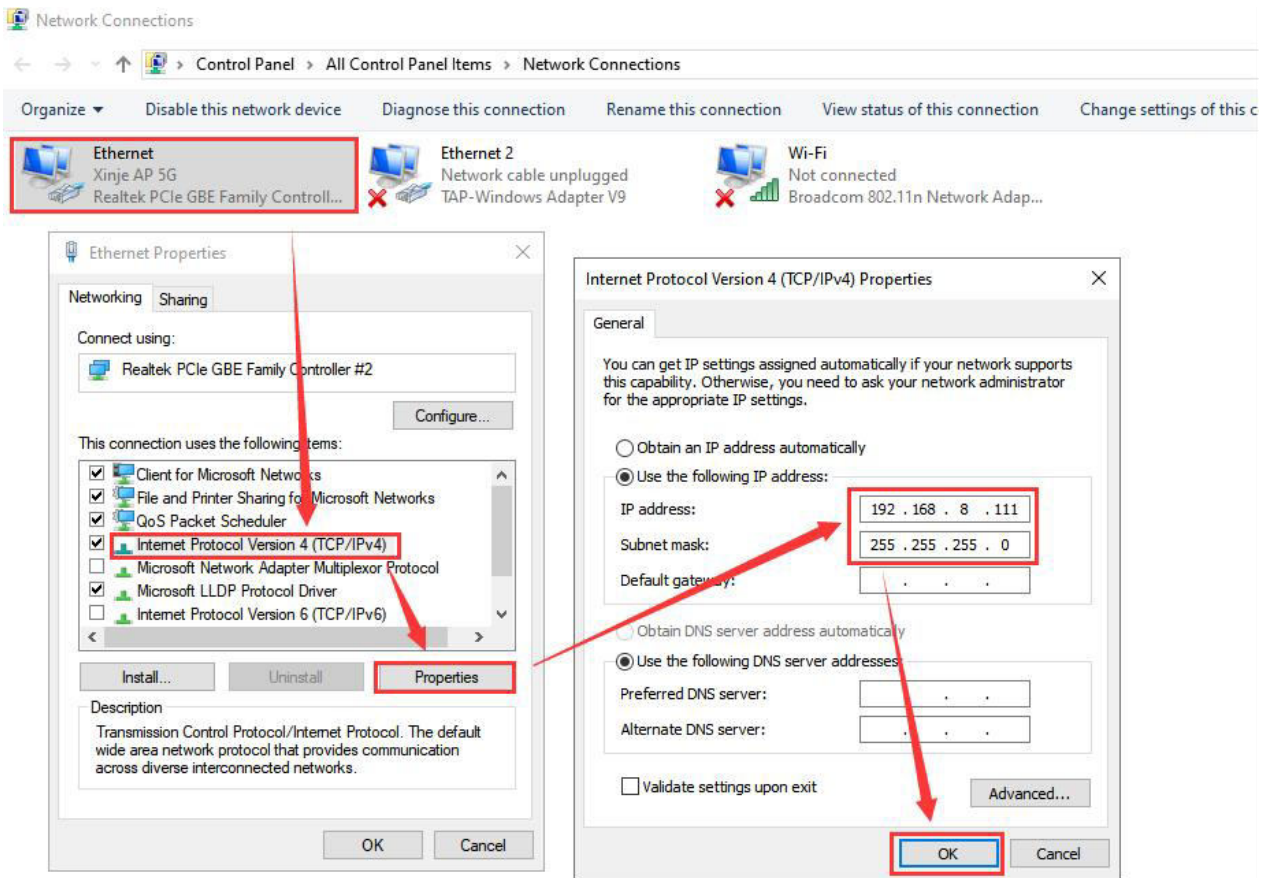 Network Connections
Control Panel > All Control Panel Items > Network Connections
Organize Disable this network device Diagnose this connection Rename this connection View status of this connection Change settings of this c
Ethernet
Xinje AP 5G
Realtek PCIe GBE Family Controll...
Ethernet 2
Network cable unplugged
TAP-Windows Adapter V9
Wi-Fi
Not connected
Broadcom 802.11n Network Adap...
Ethernet Properties
Networking Sharing
Connect using:
Realtek PCIe GBE Family Controller #2
Configure...
This connection uses the following items:
Client for Microsoft Networks
File and Printer Sharing for Microsoft Networks
QoS Packet Scheduler
Internet Protocol Version 4 (TCP/IPv4)
Microsoft Network Adapter Multiplexor Protocol
Microsoft LLDP Protocol Driver
Internet Protocol Version 6 (TCP/IPv6)
Install... Uninstall Properties
Description
Transmission Control Protocol/Internet Protocol. The default
wide area network protocol that provides communication
across diverse interconnected networks.
OK Cancel
Internet Protocol Version 4 (TCP/IPv4) Properties
General
You can get IP settings assigned automatically if your network supports
this capability. Otherwise, you need to ask your network administrator
for the appropriate IP settings.
Obtain an IP address automatically
Use the following IP address:
IP address: 192 . 168 . 8 . 111
Subnet mask: 255 . 255 . 255 . 0
Default gateway: . . .
Obtain DNS server address automatically
Use the following DNS server addresses:
Preferred DNS server: . .
Alternate DNS server: . . .
Validate settings upon exit
Advanced...
OK Cancel